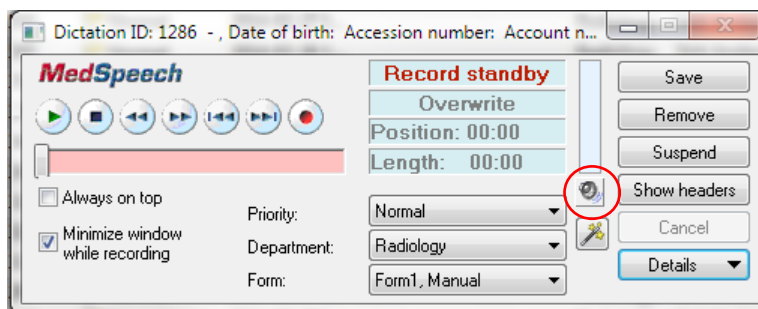 Dictation ID: 1286 - , Date of birth: Accession number: Account n...
MedSpeech
Record standby
Overwrite
Position: 00:00
Length: 00:00
Save
Remove
Suspend
Show headers
Cancel
Details
Always on top
Minimize window
while recording
Priority: Normal
Department: Radiology
Form: Form1, Manual